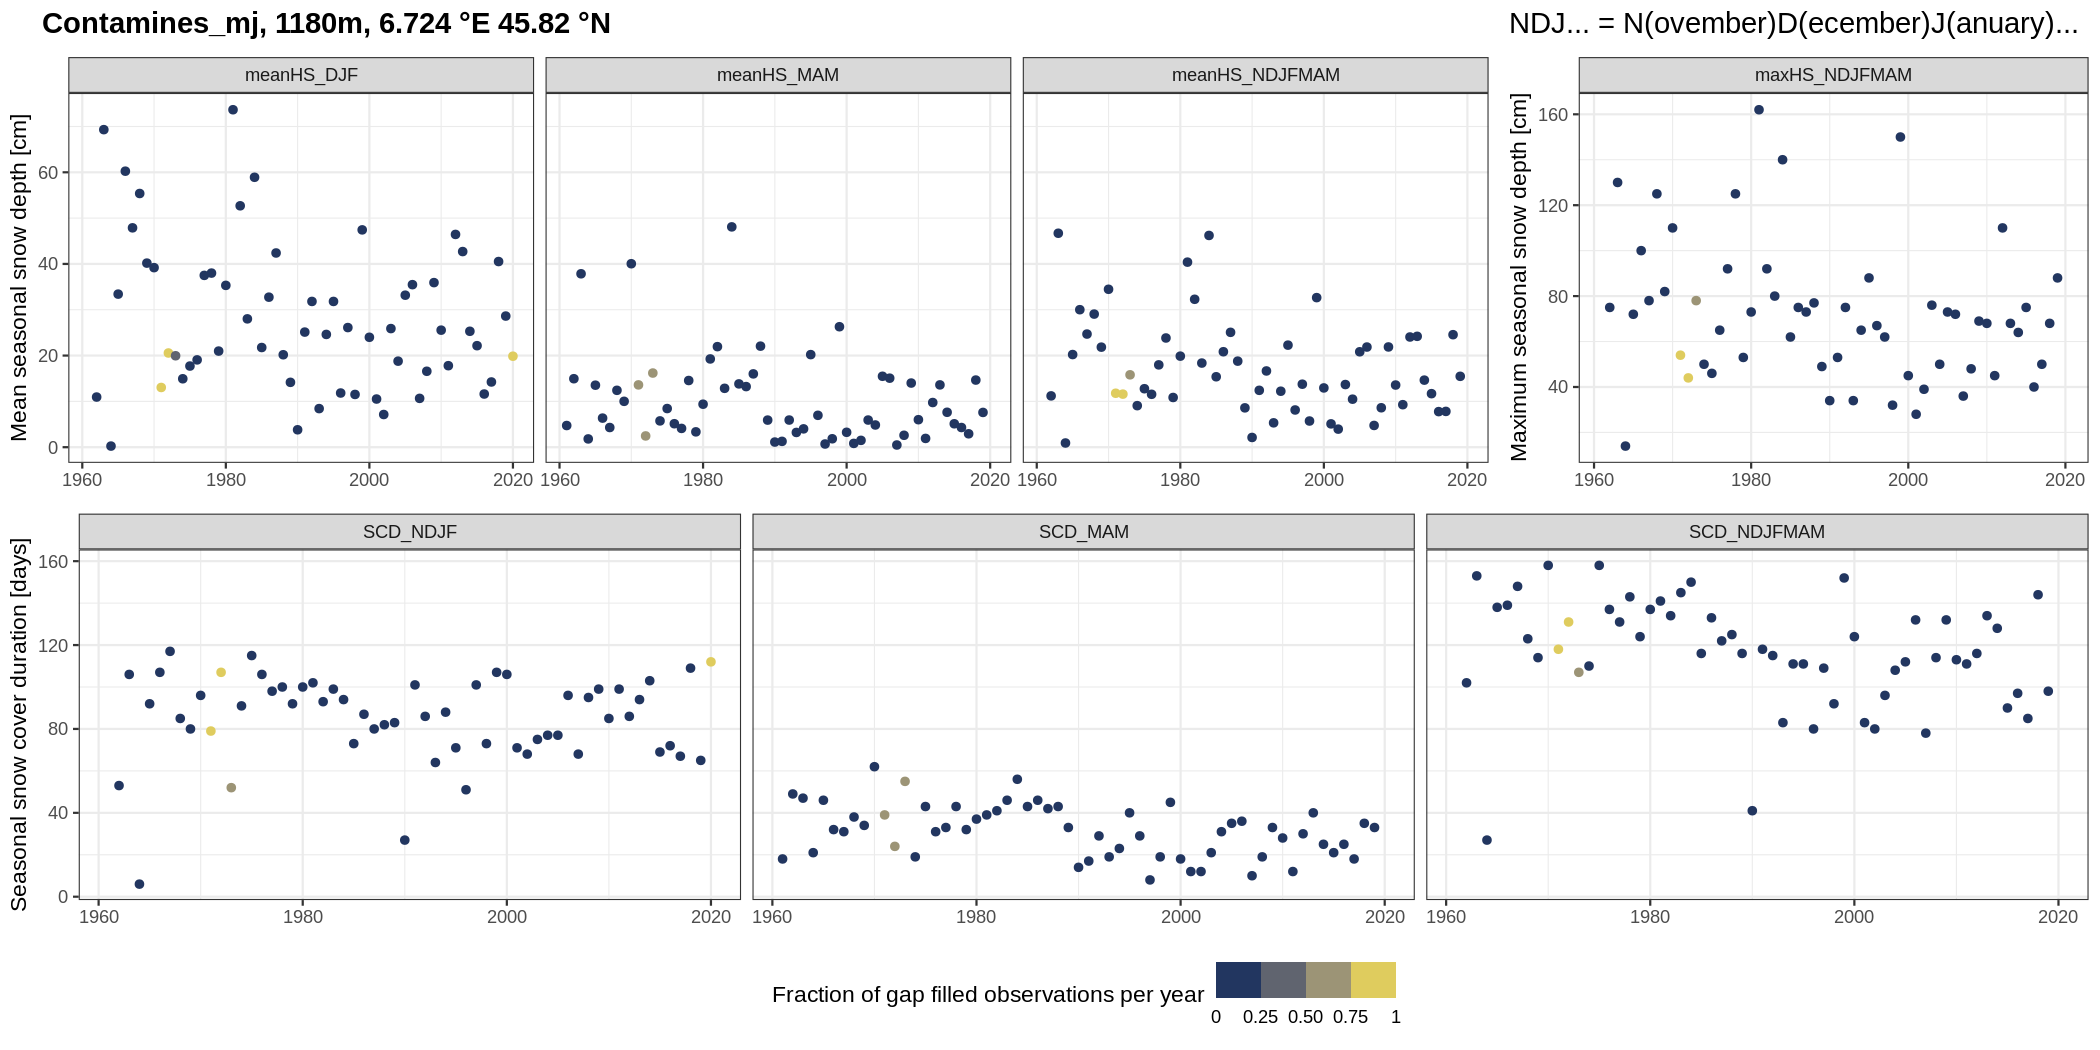 Contamines_mj, 1180m, 6.724 °E 45.82 °N
NDJ... = N(ovember)D(ecember)J(anuary)...
meanHS_DJF
meanHS_MAM
meanHS_NDJFMAM
maxHS_NDJFMAM
Mean seasonal snow depth [cm]
60
40
20
0
1960 1980 2000 2020
1960 1980 2000 2020
1960 1980 2000 2020
Maximum seasonal snow depth [cm]
160
120
80
40
1960 1980 2000 2020
SCD_NDJF
SCD_MAM
SCD_NDJFMAM
Seasonal snow cover duration [days]
160
120
80
40
0
1960 1980 2000 2020
1960 1980 2000 2020
1960 1980 2000 2020
Fraction of gap filled observations per year
0 0.25 0.50 0.75 1